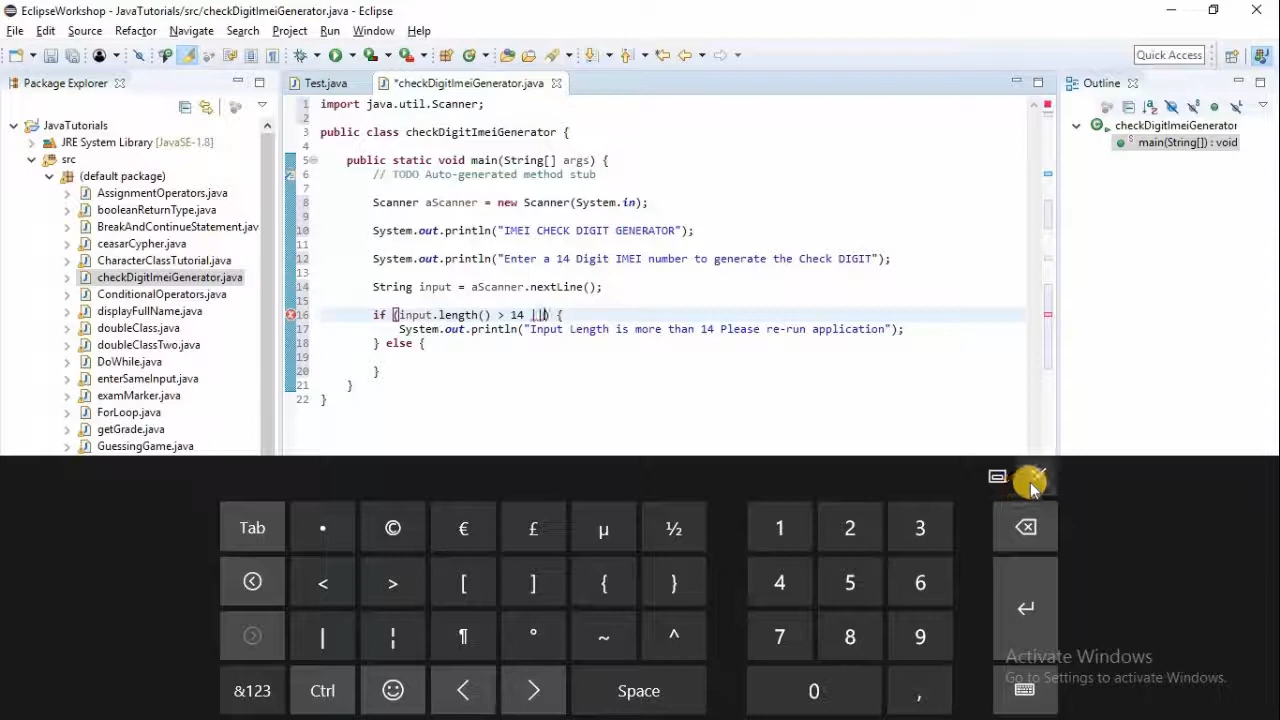 EclipseWorkshop - JavaTutorials/src/checkDigitImeiGenerator.java - Eclipse
File Edit Source Refactor Navigate Search Project Run Window Help
Quick Access
Package Explorer
Test.java
*checkDigitImeiGenerator.java
Outline
JavaTutorials
JRE System Library [JavaSE-1.8]
src
(default package)
AssignmentOperators.java
booleanReturnType.java
BreakAndContinueStatement.jav
ceasarCypher.java
CharacterClassTutorial.java
checkDigitImeiGenerator.java
ConditionalOperators.java
displayFullName.java
doubleClass.java
doubleClassTwo.java
DoWhile.java
enterSameInput.java
examMarker.java
ForLoop.java
getGrade.java
GuessingGame.java
1 import java.util.Scanner;
2
3 public class checkDigitImeiGenerator {
4
5 public static void main(String[] args) {
6 // TODO Auto-generated method stub
7
8 Scanner aScanner = new Scanner(System.in);
9
10 System.out.println("IMEI CHECK DIGIT GENERATOR");
11
12 System.out.println("Enter a 14 Digit IMEI number to generate the Check DIGIT");
13
14 String input = aScanner.nextLine();
15
16 if (input.length() > 14 ||) {
17 System.out.println("Input Length is more than 14 Please re-run application");
18 } else {
19
20 }
21 }
22 }
checkDigitImeiGenerator
main(String[]) : void
Tab • © € £ µ ½ 1 2 3
< > [ ] { } 4 5 6
| ¦ ¶ ° ~ ^ 7 8 9
&123 Ctrl Space 0 ,
Activate Windows
Go to Settings to activate Windows.